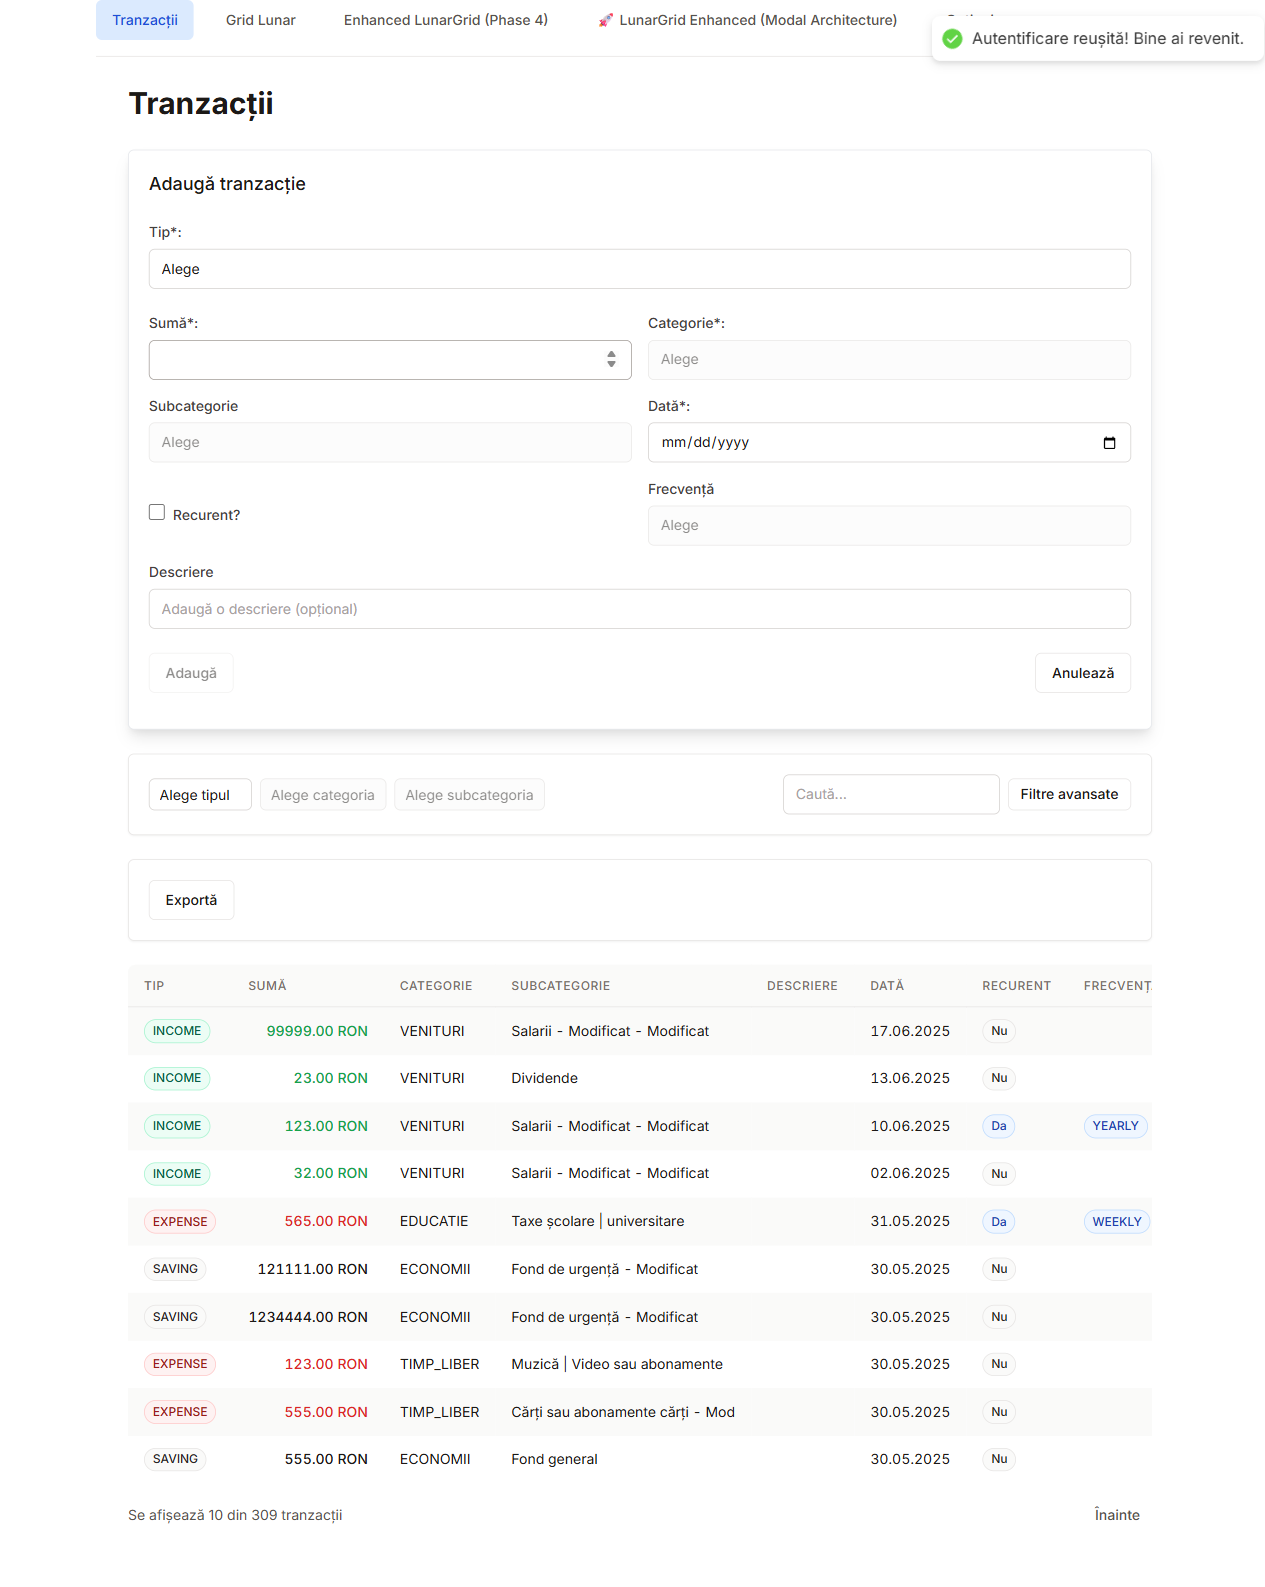 Tranzacții
Grid Lunar
Enhanced LunarGrid (Phase 4)
🚀 LunarGrid Enhanced (Modal Architecture)
Autentificare reușită! Bine ai revenit.
Tranzacții
Adaugă tranzacție
Tip*:
Alege
Sumă*:
Categorie*:
Alege
Subcategorie
Dată*:
Alege
mm/dd/yyyy
Frecvență
Recurent?
Alege
Descriere
Adaugă o descriere (opțional)
Adaugă
Anulează
Alege tipul
Alege categoria
Alege subcategoria
Caută...
Filtre avansate
Exportă
TIP SUMĂ CATEGORIE SUBCATEGORIE DESCRIERE DATĂ RECURENT FRECVENȚ
INCOME 99999.00 RON VENITURI Salarii - Modificat - Modificat 17.06.2025 Nu
INCOME 23.00 RON VENITURI Dividende 13.06.2025 Nu
INCOME 123.00 RON VENITURI Salarii - Modificat - Modificat 10.06.2025 Da YEARLY
INCOME 32.00 RON VENITURI Salarii - Modificat - Modificat 02.06.2025 Nu
EXPENSE 565.00 RON EDUCATIE Taxe școlare | universitare 31.05.2025 Da WEEKLY
SAVING 121111.00 RON ECONOMII Fond de urgență - Modificat 30.05.2025 Nu
SAVING 1234444.00 RON ECONOMII Fond de urgență - Modificat 30.05.2025 Nu
EXPENSE 123.00 RON TIMP_LIBER Muzică | Video sau abonamente 30.05.2025 Nu
EXPENSE 555.00 RON TIMP_LIBER Cărți sau abonamente cărți - Mod 30.05.2025 Nu
SAVING 555.00 RON ECONOMII Fond general 30.05.2025 Nu
Se afișează 10 din 309 tranzacții
Înainte